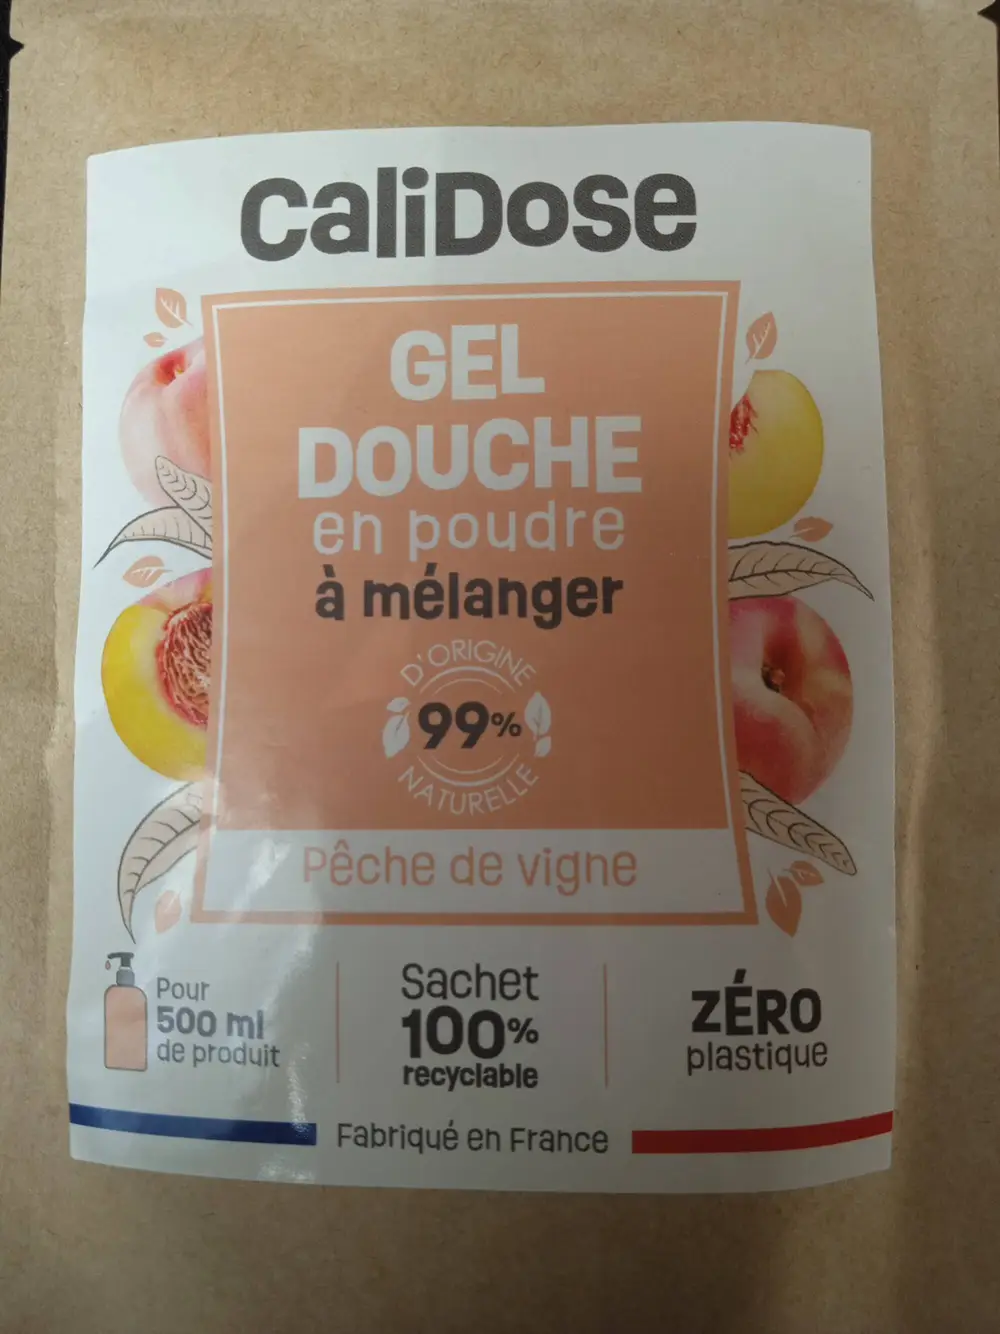 CaliDose
GEL
DOUCHE
en poudre
à mélanger
D'ORIGINE
99%
NATURELLE
Pêche de vigne
Pour
500 ml
de produit
Sachet
100%
recyclable
ZÉRO
plastique
Fabriqué en France